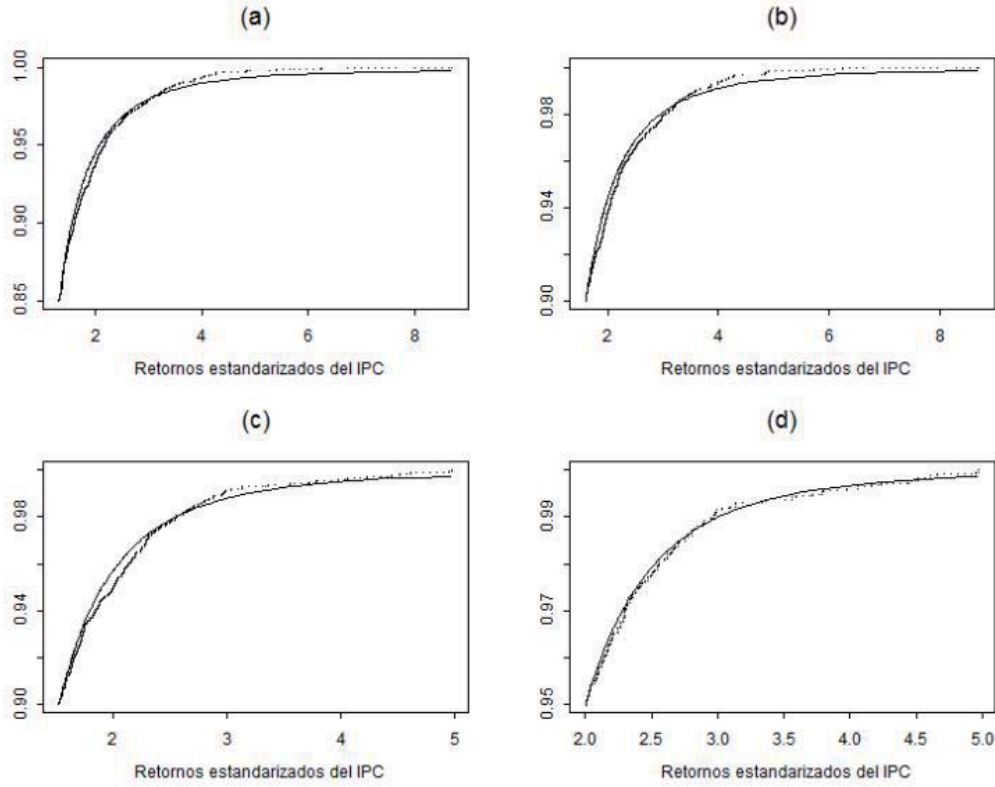 (a)
1.00
0.95
0.90
0.85
2 4 6 8
Retornos estandarizados del IPC
(b)
0.98
0.94
0.90
2 4 6 8
Retornos estandarizados del IPC
(c)
0.98
0.94
0.90
2 3 4 5
Retornos estandarizados del IPC
(d)
0.99
0.97
0.95
2.0 2.5 3.0 3.5 4.0 4.5 5.0
Retornos estandarizados del IPC